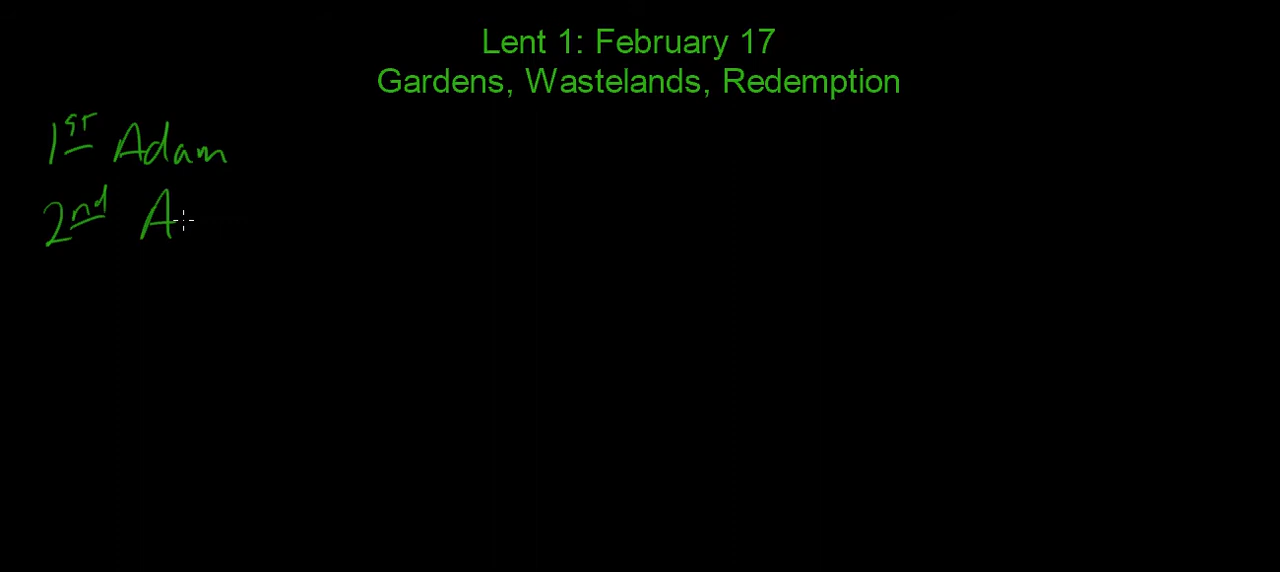 Lent 1: February 17
Gardens, Wastelands, Redemption
1st Adam
2nd A